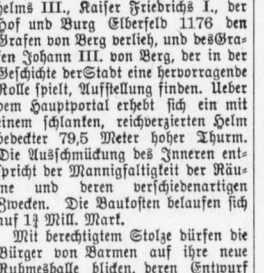 helms III., Kaiser Friedrichs I., der
Hof und Burg Elberfeld 1176 den
Grafen von Berg verlieh, und des Gra-
fen Johann III. von Berg, der in der
Geschichte der Stadt eine hervorragende
Rolle spielt, Aufstellung finden. Ueber
dem Hauptportal erhebt sich ein mit
einem schlanken, reichverzierten Helm
bedeckter 79,5 Meter hoher Thurm.
Die Ausschmückung des Inneren ent-
spricht der Mannigfaltigkeit der Räu-
me und deren verschiedenartigen
Zwecken. Die Baukosten belaufen sich
auf 1¾ Mill. Mark.
Mit berechtigtem Stolze dürfen die
Bürger von Barmen auf ihre neue
Ruhmeshalle blicken, deren Entwurf